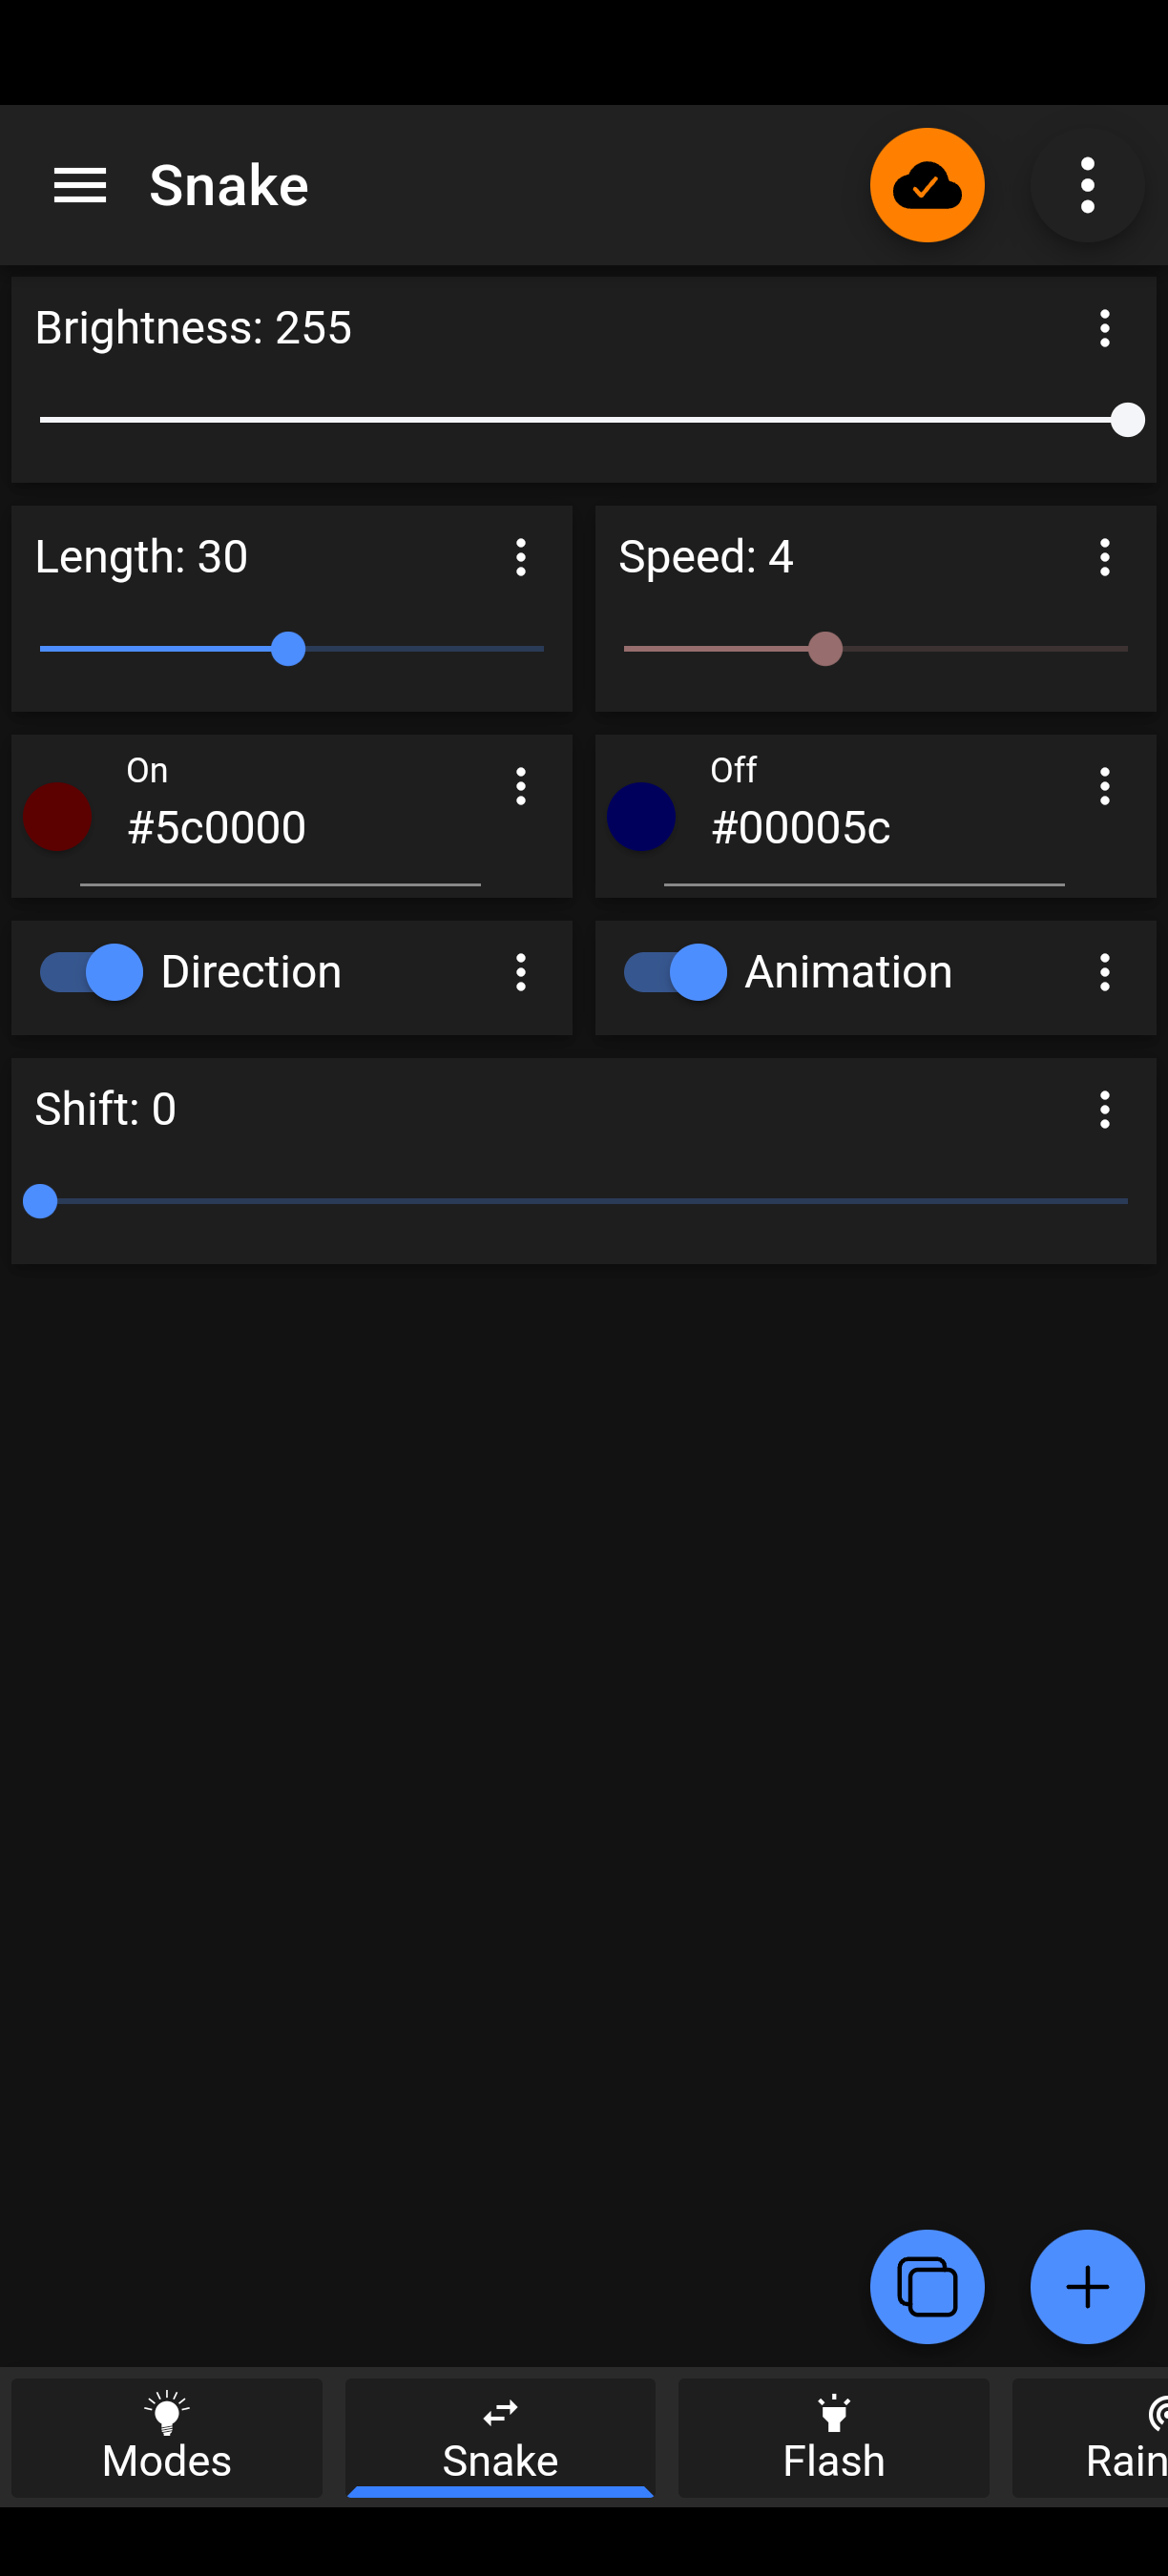 Snake
Brightness: 255
Length: 30
Speed: 4
On
#5c0000
Off
#00005c
Direction
Animation
Shift: 0
Modes
Snake
Flash
Rain